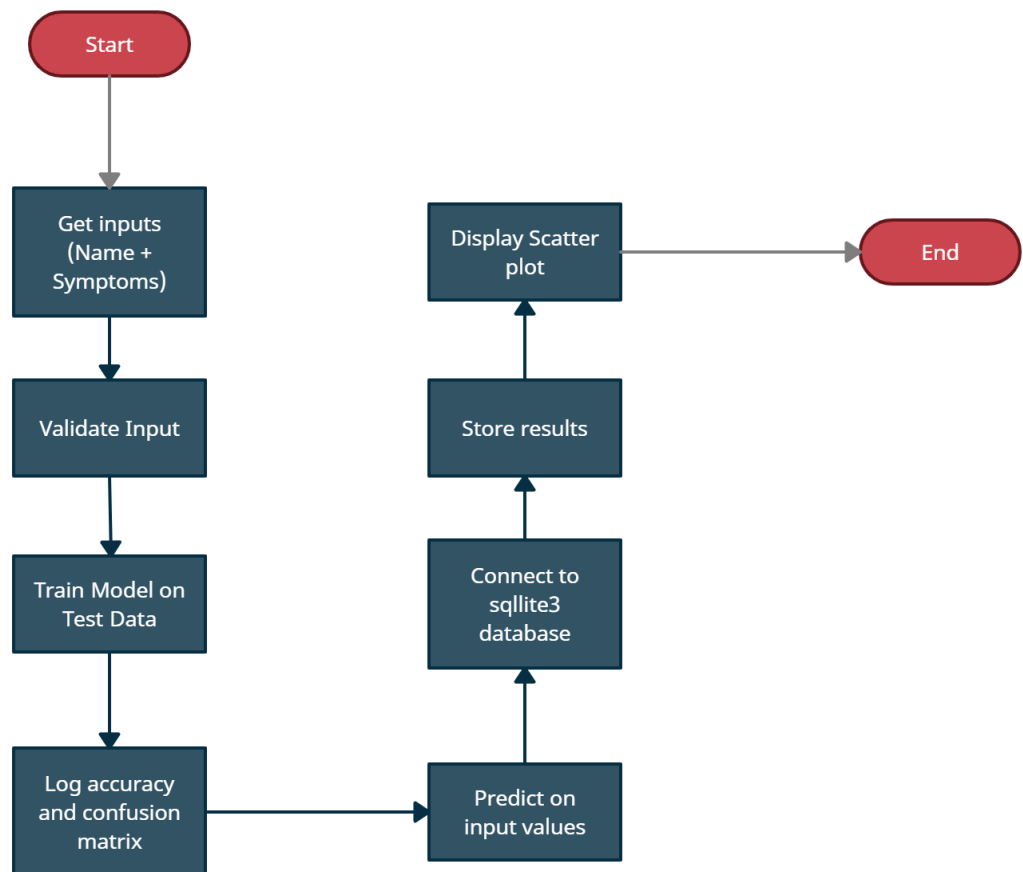 Start
Get inputs
(Name +
Symptoms)
Validate Input
Train Model on
Test Data
Log accuracy
and confusion
matrix
Predict on
input values
Connect to
sqllite3
database
Store results
Display Scatter
plot
End